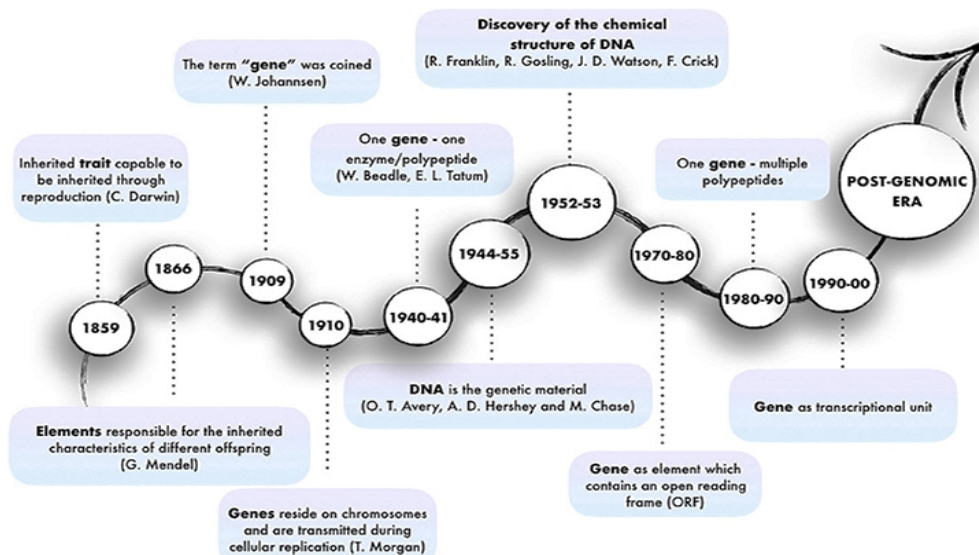 Discovery of the chemical
structure of DNA
(R. Franklin, R. Gosling, J. D. Watson, F. Crick)
The term "gene" was coined
(W. Johannsen)
One gene - one
enzyme/polypeptide
(W. Beadle, E. L. Tatum)
Inherited trait capable to
be inherited through
reproduction (C. Darwin)
One gene - multiple
polypeptides
POST-GENOMIC
ERA
1859
1866
1909
1910
1940-41
1944-55
1952-53
1970-80
1980-90
1990-00
DNA is the genetic material
(O. T. Avery, A. D. Hershey and M. Chase)
Gene as transcriptional unit
Elements responsible for the inherited
characteristics of different offspring
(G. Mendel)
Gene as element which
contains an open reading
frame (ORF)
Genes reside on chromosomes
and are transmitted during
cellular replication (T. Morgan)